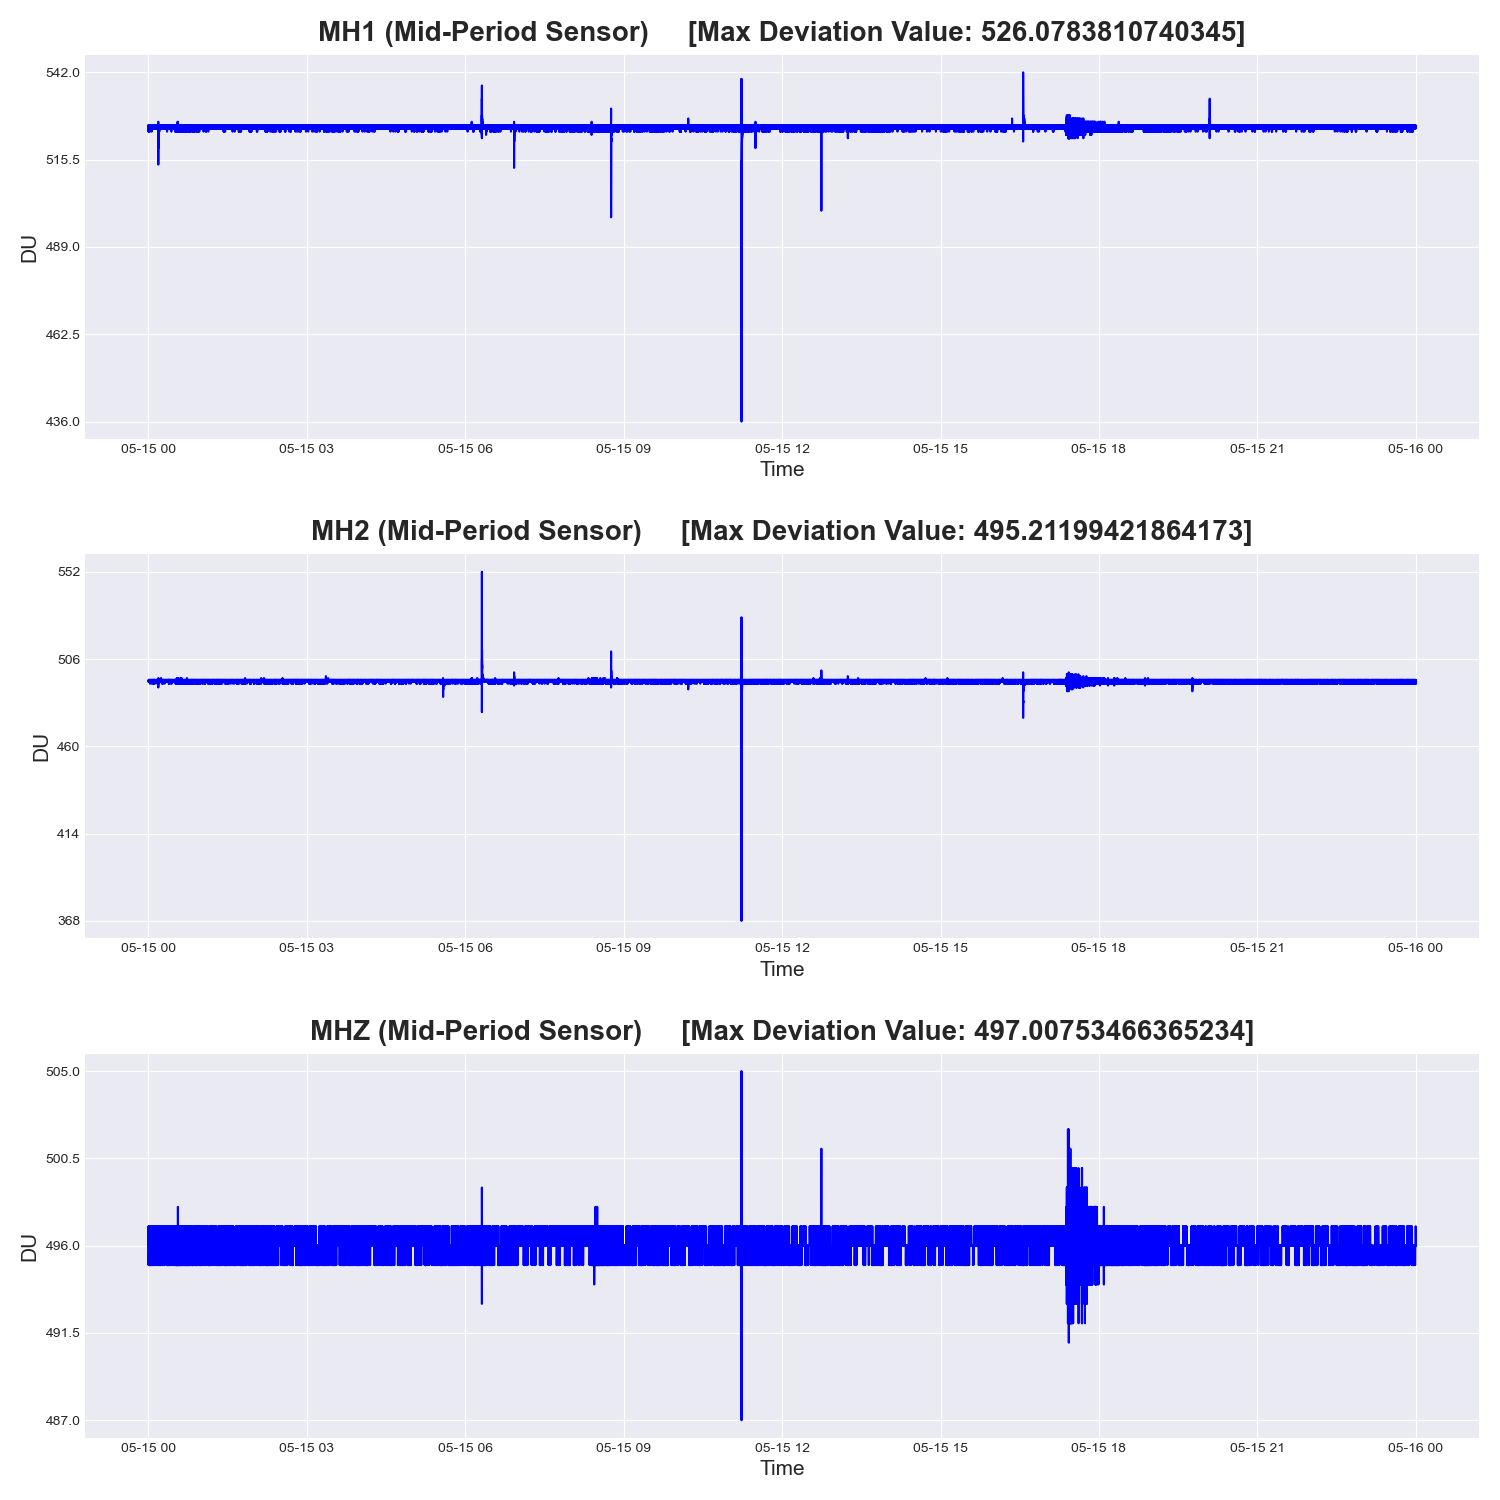 MH1 (Mid-Period Sensor) [Max Deviation Value: 526.0783810740345]
542.0
515.5
489.0
462.5
436.0
DU
05-15 00 05-15 03 05-15 06 05-15 09 05-15 12 05-15 15 05-15 18 05-15 21 05-16 00
Time
MH2 (Mid-Period Sensor) [Max Deviation Value: 495.21199421864173]
552
506
460
414
368
DU
05-15 00 05-15 03 05-15 06 05-15 09 05-15 12 05-15 15 05-15 18 05-15 21 05-16 00
Time
MHZ (Mid-Period Sensor) [Max Deviation Value: 497.00753466365234]
505.0
500.5
496.0
491.5
487.0
DU
05-15 00 05-15 03 05-15 06 05-15 09 05-15 12 05-15 15 05-15 18 05-15 21 05-16 00
Time